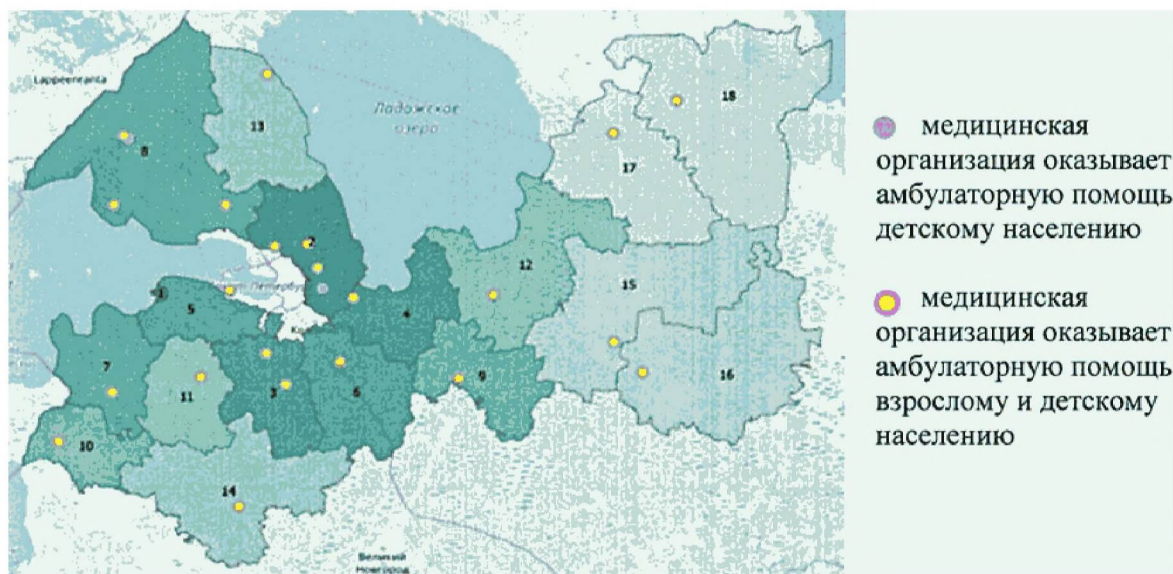 Lappeenranta
Ладожское
озеро
13
18
8
17
2
12
15
1
5
4
7
3
6
9
16
11
10
14
Великий
Новгород
медицинская
организация оказывает
амбулаторную помощь
детскому населению
медицинская
организация оказывает
амбулаторную помощь
взрослому и детскому
населению